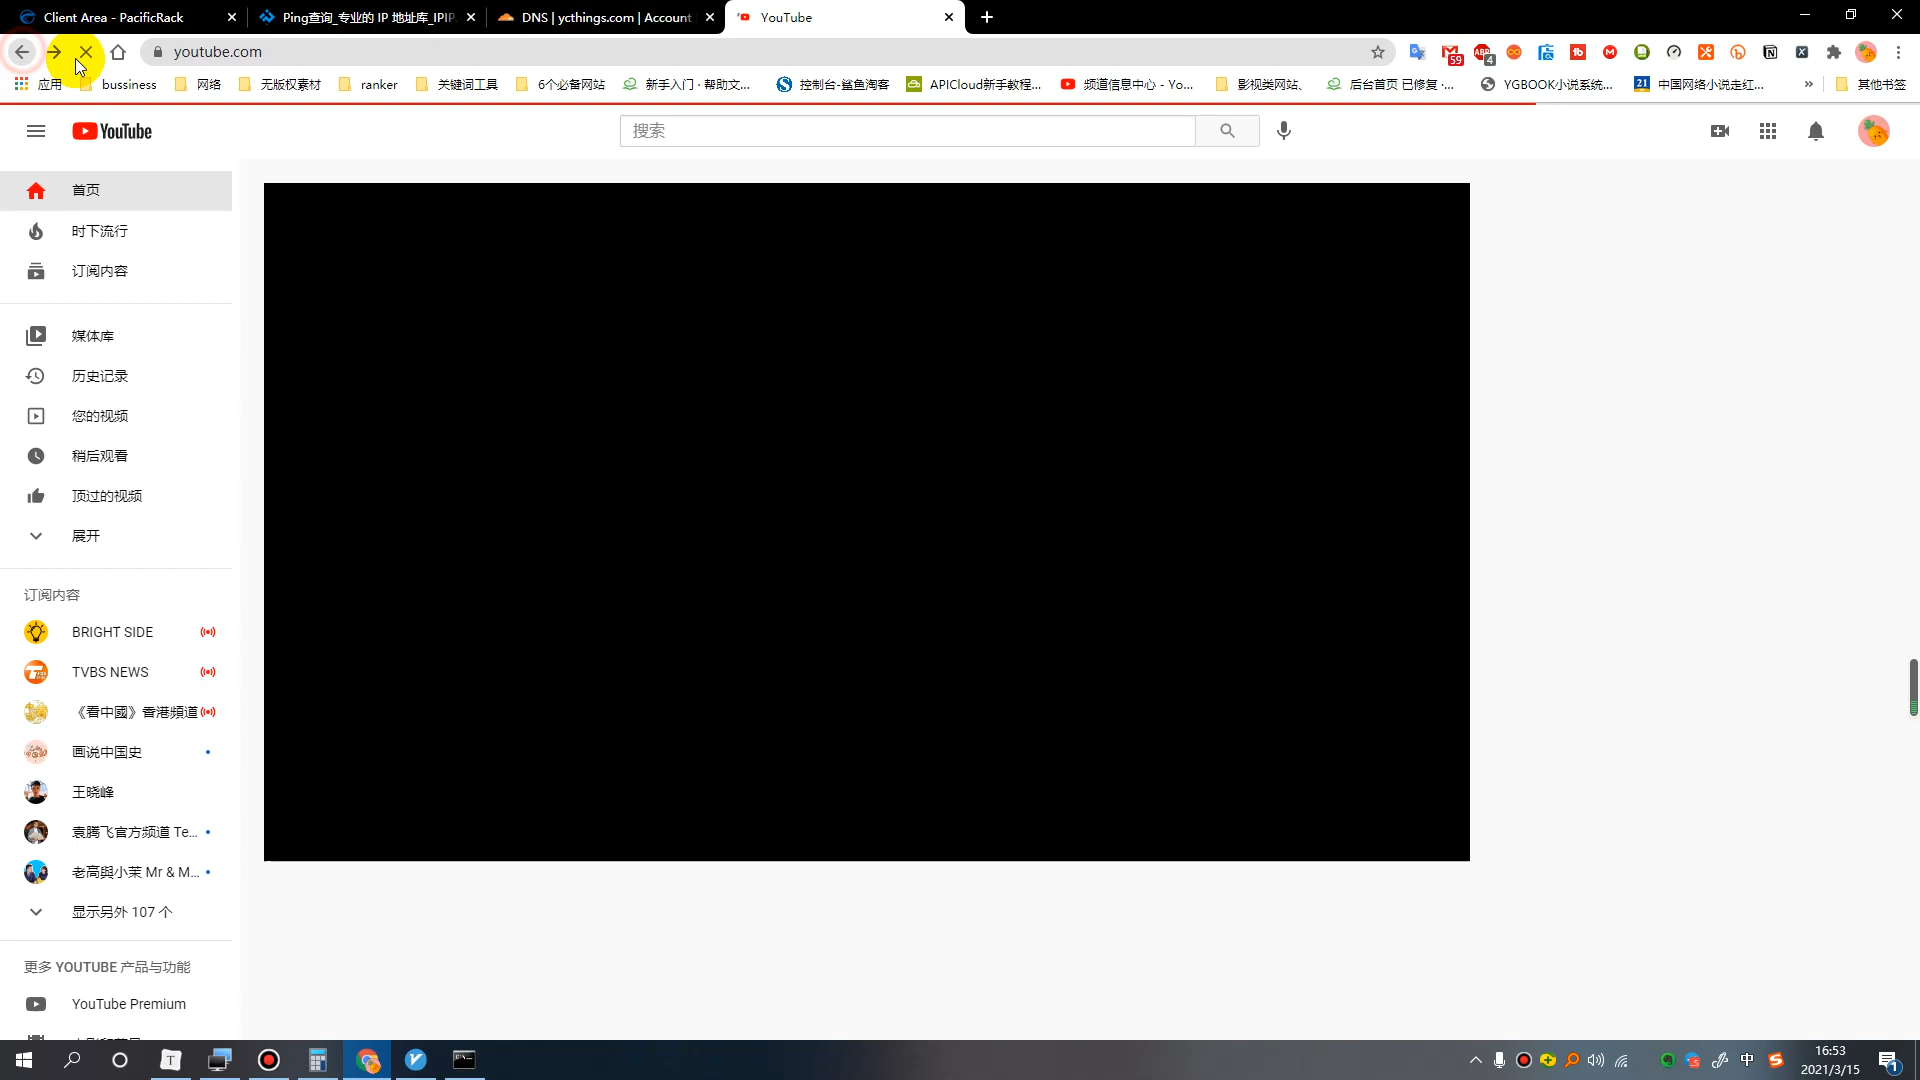 Client Area - PacificRack
Ping查询_专业的 IP 地址库_IPIP.
DNS | ycthings.com | Account
YouTube
youtube.com
59
4
应用
bussiness
网络
无版权素材
ranker
关键词工具
6个必备网站
新手入门 · 帮助文...
控制台-鲨鱼淘客
APICloud新手教程...
频道信息中心 - Yo...
影视类网站、
后台首页 已修复 ·...
YGBOOK小说系统...
21
中国网络小说走红...
»
其他书签
YouTube
搜索
首页
时下流行
订阅内容
媒体库
历史记录
您的视频
稍后观看
顶过的视频
展开
订阅内容
BRIGHT SIDE
TVBS NEWS
《看中國》香港頻道
画说中国史
王晓峰
袁腾飞官方频道 Te...
老高與小茉 Mr & M...
显示另外 107 个
更多 YOUTUBE 产品与功能
YouTube Premium
中
16:53
2021/3/15
1